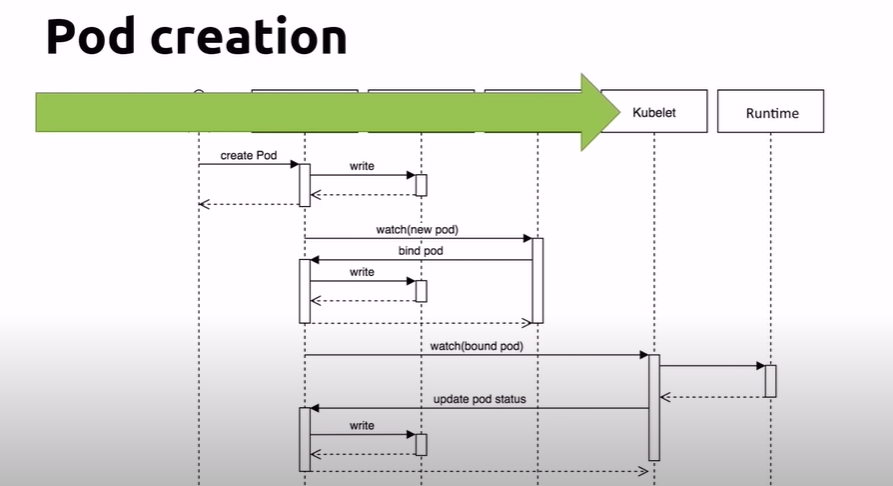 Pod creation
Kubelet
Runtime
create Pod
write
watch(new pod)
bind pod
write
watch(bound pod)
update pod status
write